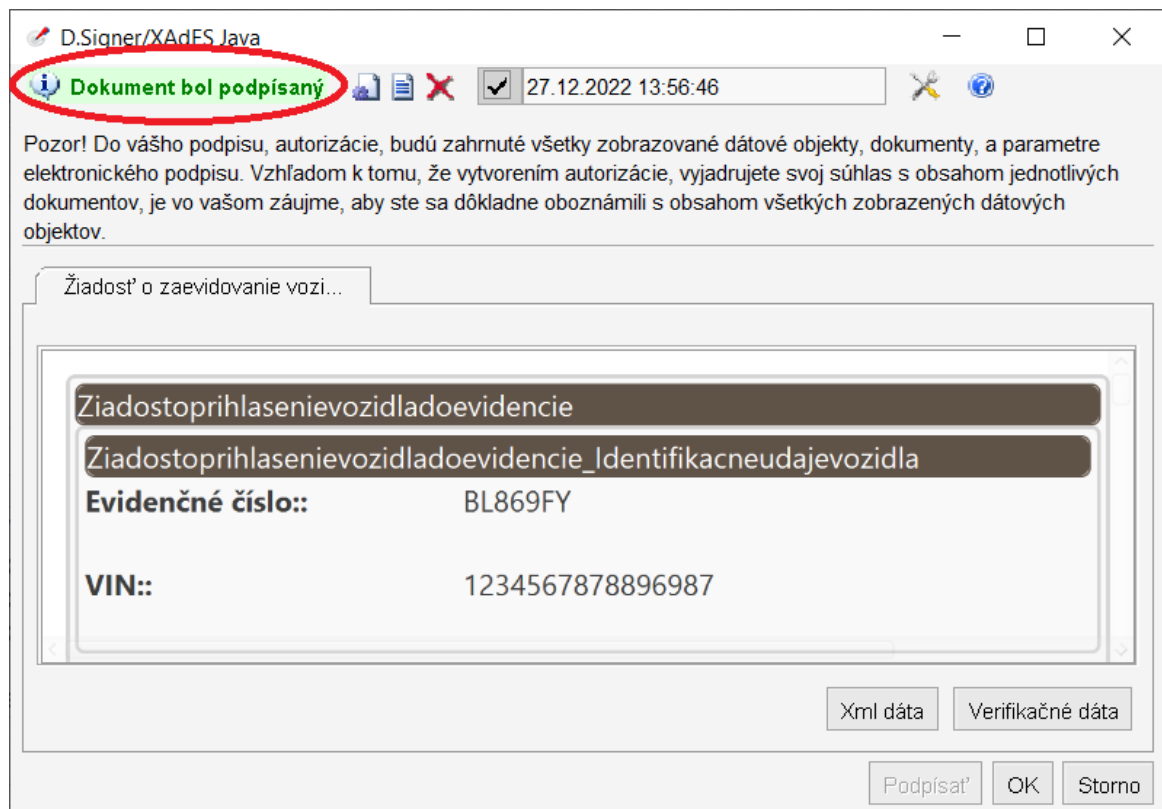 D.Signer/XAdES Java
Dokument bol podpísaný
27.12.2022 13:56:46
Pozor! Do vášho podpisu, autorizácie, budú zahrnuté všetky zobrazované dátové objekty, dokumenty, a parametre
elektronického podpisu. Vzhľadom k tomu, že vytvorením autorizácie, vyjadrujete svoj súhlas s obsahom jednotlivých
dokumentov, je vo vašom záujme, aby ste sa dôkladne oboznámili s obsahom všetkých zobrazených dátových
objektov.
Žiadosť o zaevidovanie vozi...
Ziadostoprihlasenievozidladoevidencie
Ziadostoprihlasenievozidladoevidencie_Identifikacneudajevozidla
Evidenčné číslo:: BL869FY
VIN:: 1234567878896987
Xml dáta Verifikačné dáta
Podpísať OK Storno